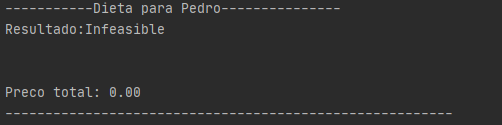 -----------Dieta para Pedro---------------
Resultado:Infeasible
Preco total: 0.00
--------------------------------------------------------